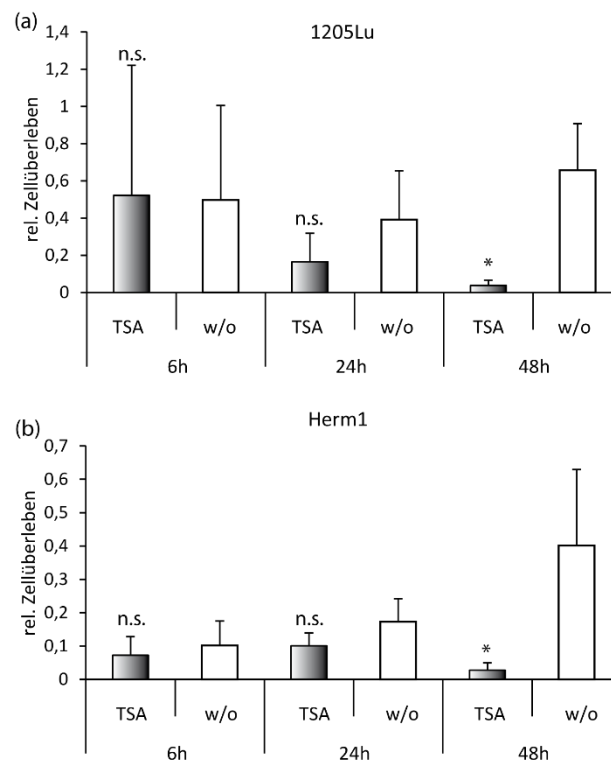 (a)
1205Lu
rel. Zellüberleben
1,4
1,2
1
0,8
0,6
0,4
0,2
0
n.s.
n.s.
*
TSA w/o TSA w/o TSA w/o
6h 24h 48h
(b)
Herm1
rel. Zellüberleben
0,7
0,6
0,5
0,4
0,3
0,2
0,1
0
n.s.
n.s.
*
TSA w/o TSA w/o TSA w/o
6h 24h 48h